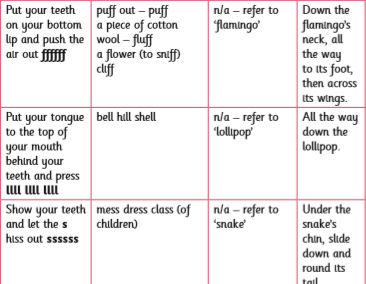 Put your teeth
on your bottom
lip and push the
air out ffffff
puff out – puff
a piece of cotton
wool – fluff
a flower (to sniff)
cliff
n/a – refer to
‘flamingo’
Down the
flamingo’s
neck, all
the way
to its foot,
then across
its wings.
Put your tongue
to the top of
your mouth
behind your
teeth and press
llll llll llll
bell hill shell
n/a – refer to
‘lollipop’
All the way
down the
lollipop.
Show your teeth
and let the s
hiss out ssssss
mess dress class (of
children)
n/a – refer to
‘snake’
Under the
snake’s
chin, slide
down and
round its
tail